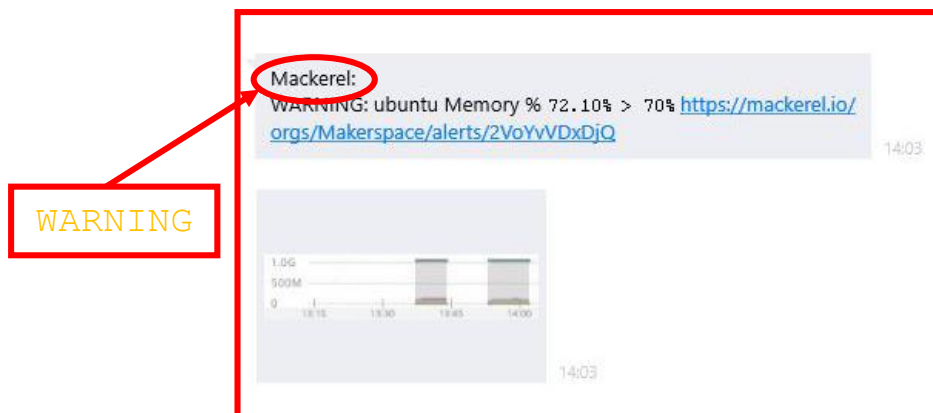 Mackerel:
WARNING: ubuntu Memory % 72.10% > 70% https://mackerel.io/
orgs/Makerspace/alerts/2VoYvVDxDjQ
14:03
WARNING
1.0G
500M
0
13:15 13:30 13:45 14:00
14:03